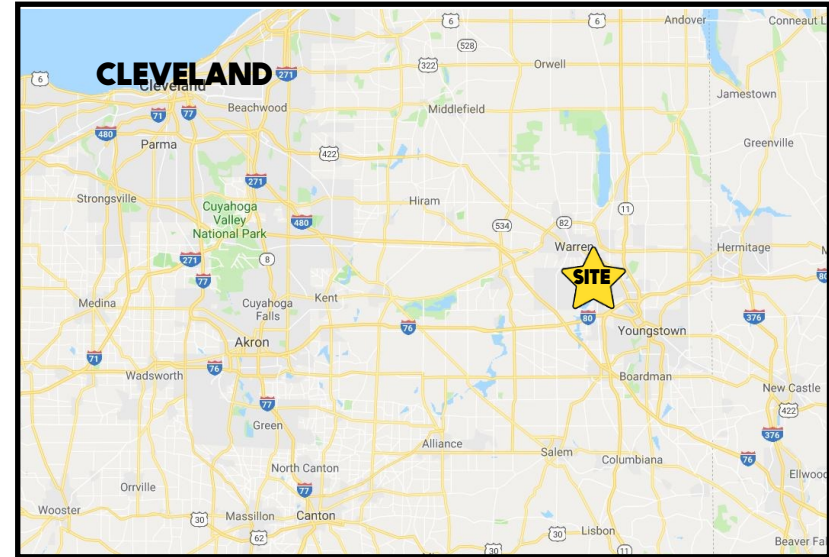 6
6
Andover
Conneaut L
528
CLEVELAND
271
322
Orwell
6
Cleveland
Jamestown
71
77
Beachwood
Middlefield
480
Parma
Greenville
422
271
Strongsville
Hiram
Cuyahoga
Valley
National Park
480
534
82
11
Warren
Hermitage
271
8
SITE
80
77
Medina
Cuyahoga
Falls
Kent
76
80
376
Youngstown
Akron
71
76
Wadsworth
Boardman
New Castle
77
422
Green
376
Alliance
Salem
Columbiana
76
North Canton
Ellwoo
77
Orrville
Wooster
30
Massillon
Canton
62
30
30
Lisbon
11
Beaver Fa